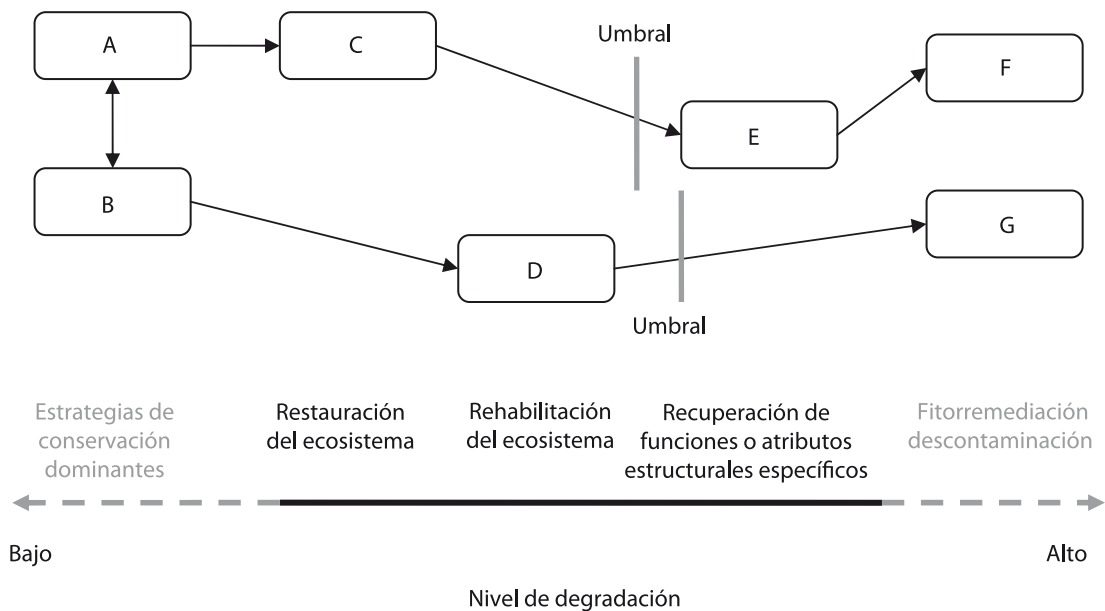 A
C
Umbral
F
E
B
G
D
Umbral
Estrategias de
conservación
dominantes
Restauración
del ecosistema
Rehabilitación
del ecosistema
Recuperación de
funciones o atributos
estructurales específicos
Fitorremediación
descontaminación
Bajo
Alto
Nivel de degradación